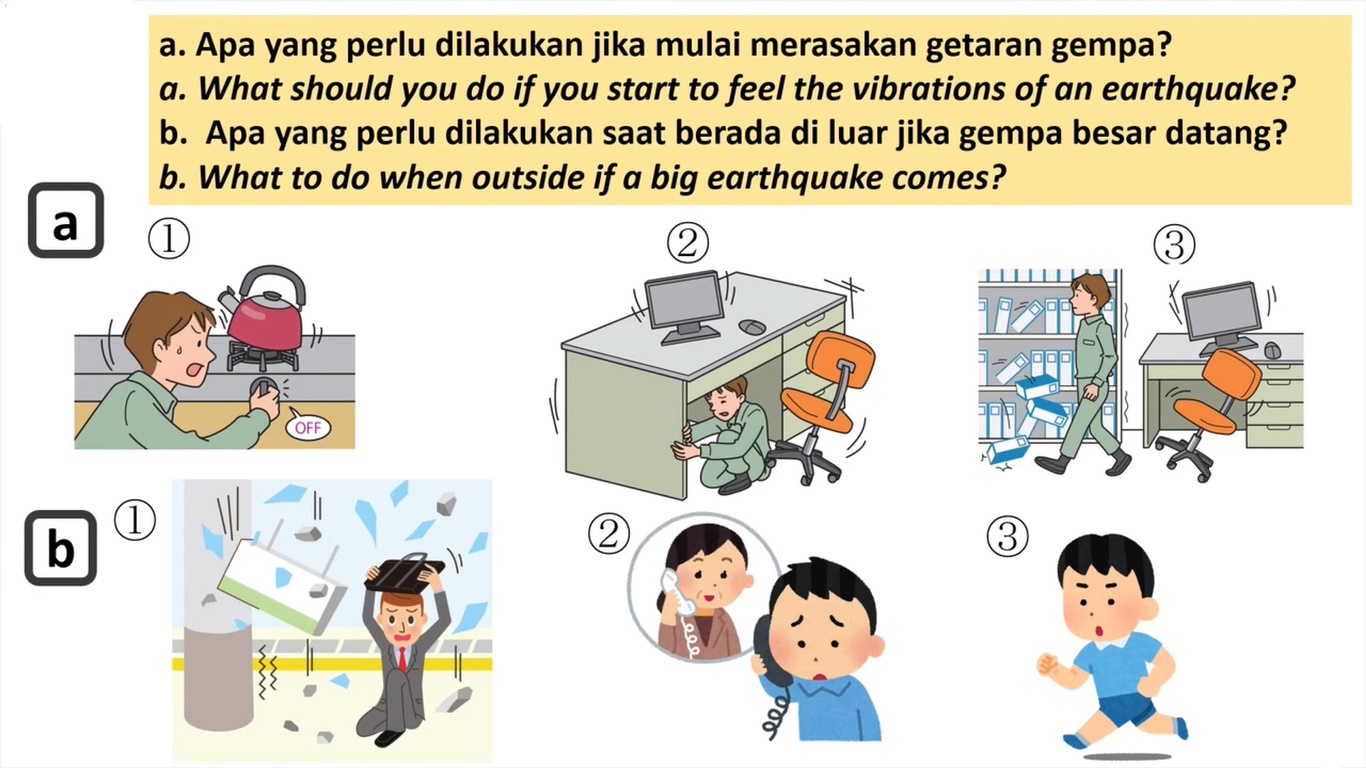 a. Apa yang perlu dilakukan jika mulai merasakan getaran gempa?
a. What should you do if you start to feel the vibrations of an earthquake?
b. Apa yang perlu dilakukan saat berada di luar jika gempa besar datang?
b. What to do when outside if a big earthquake comes?
a
① ② ③
OFF
b
① ② ③